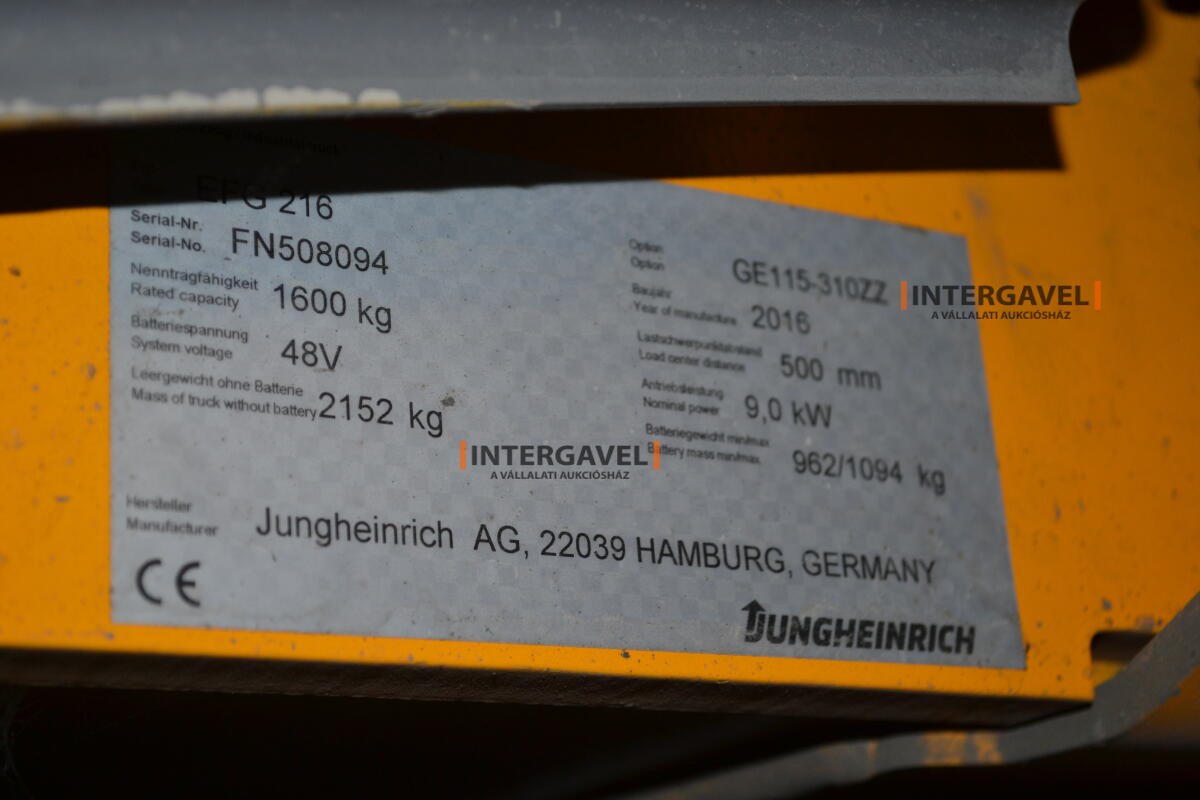 Industrial truck
EFG 216
Serial-Nr.
Serial-No. FN508094
Nenntragfähigkeit
Rated capacity 1600 kg
Batteriespannung
System voltage 48V
Leergewicht ohne Batterie
Mass of truck without battery 2152 kg
Option
Option GE115-310ZZ
Baujahr
Year of manufacture 2016
Lastschwerpunktabstand
Load center distance 500 mm
Antriebsleistung
Nominal power 9,0 kW
Batteriegewicht min/max
Battery mass min/max 962/1094 kg
Hersteller
Manufacturer Jungheinrich AG, 22039 HAMBURG, GERMANY
CE
JUNGHEINRICH
INTERGAVEL
A VÁLLALATI AUKCIÓSHÁZ
INTERGAVEL
A VÁLLALATI AUKCIÓSHÁZ